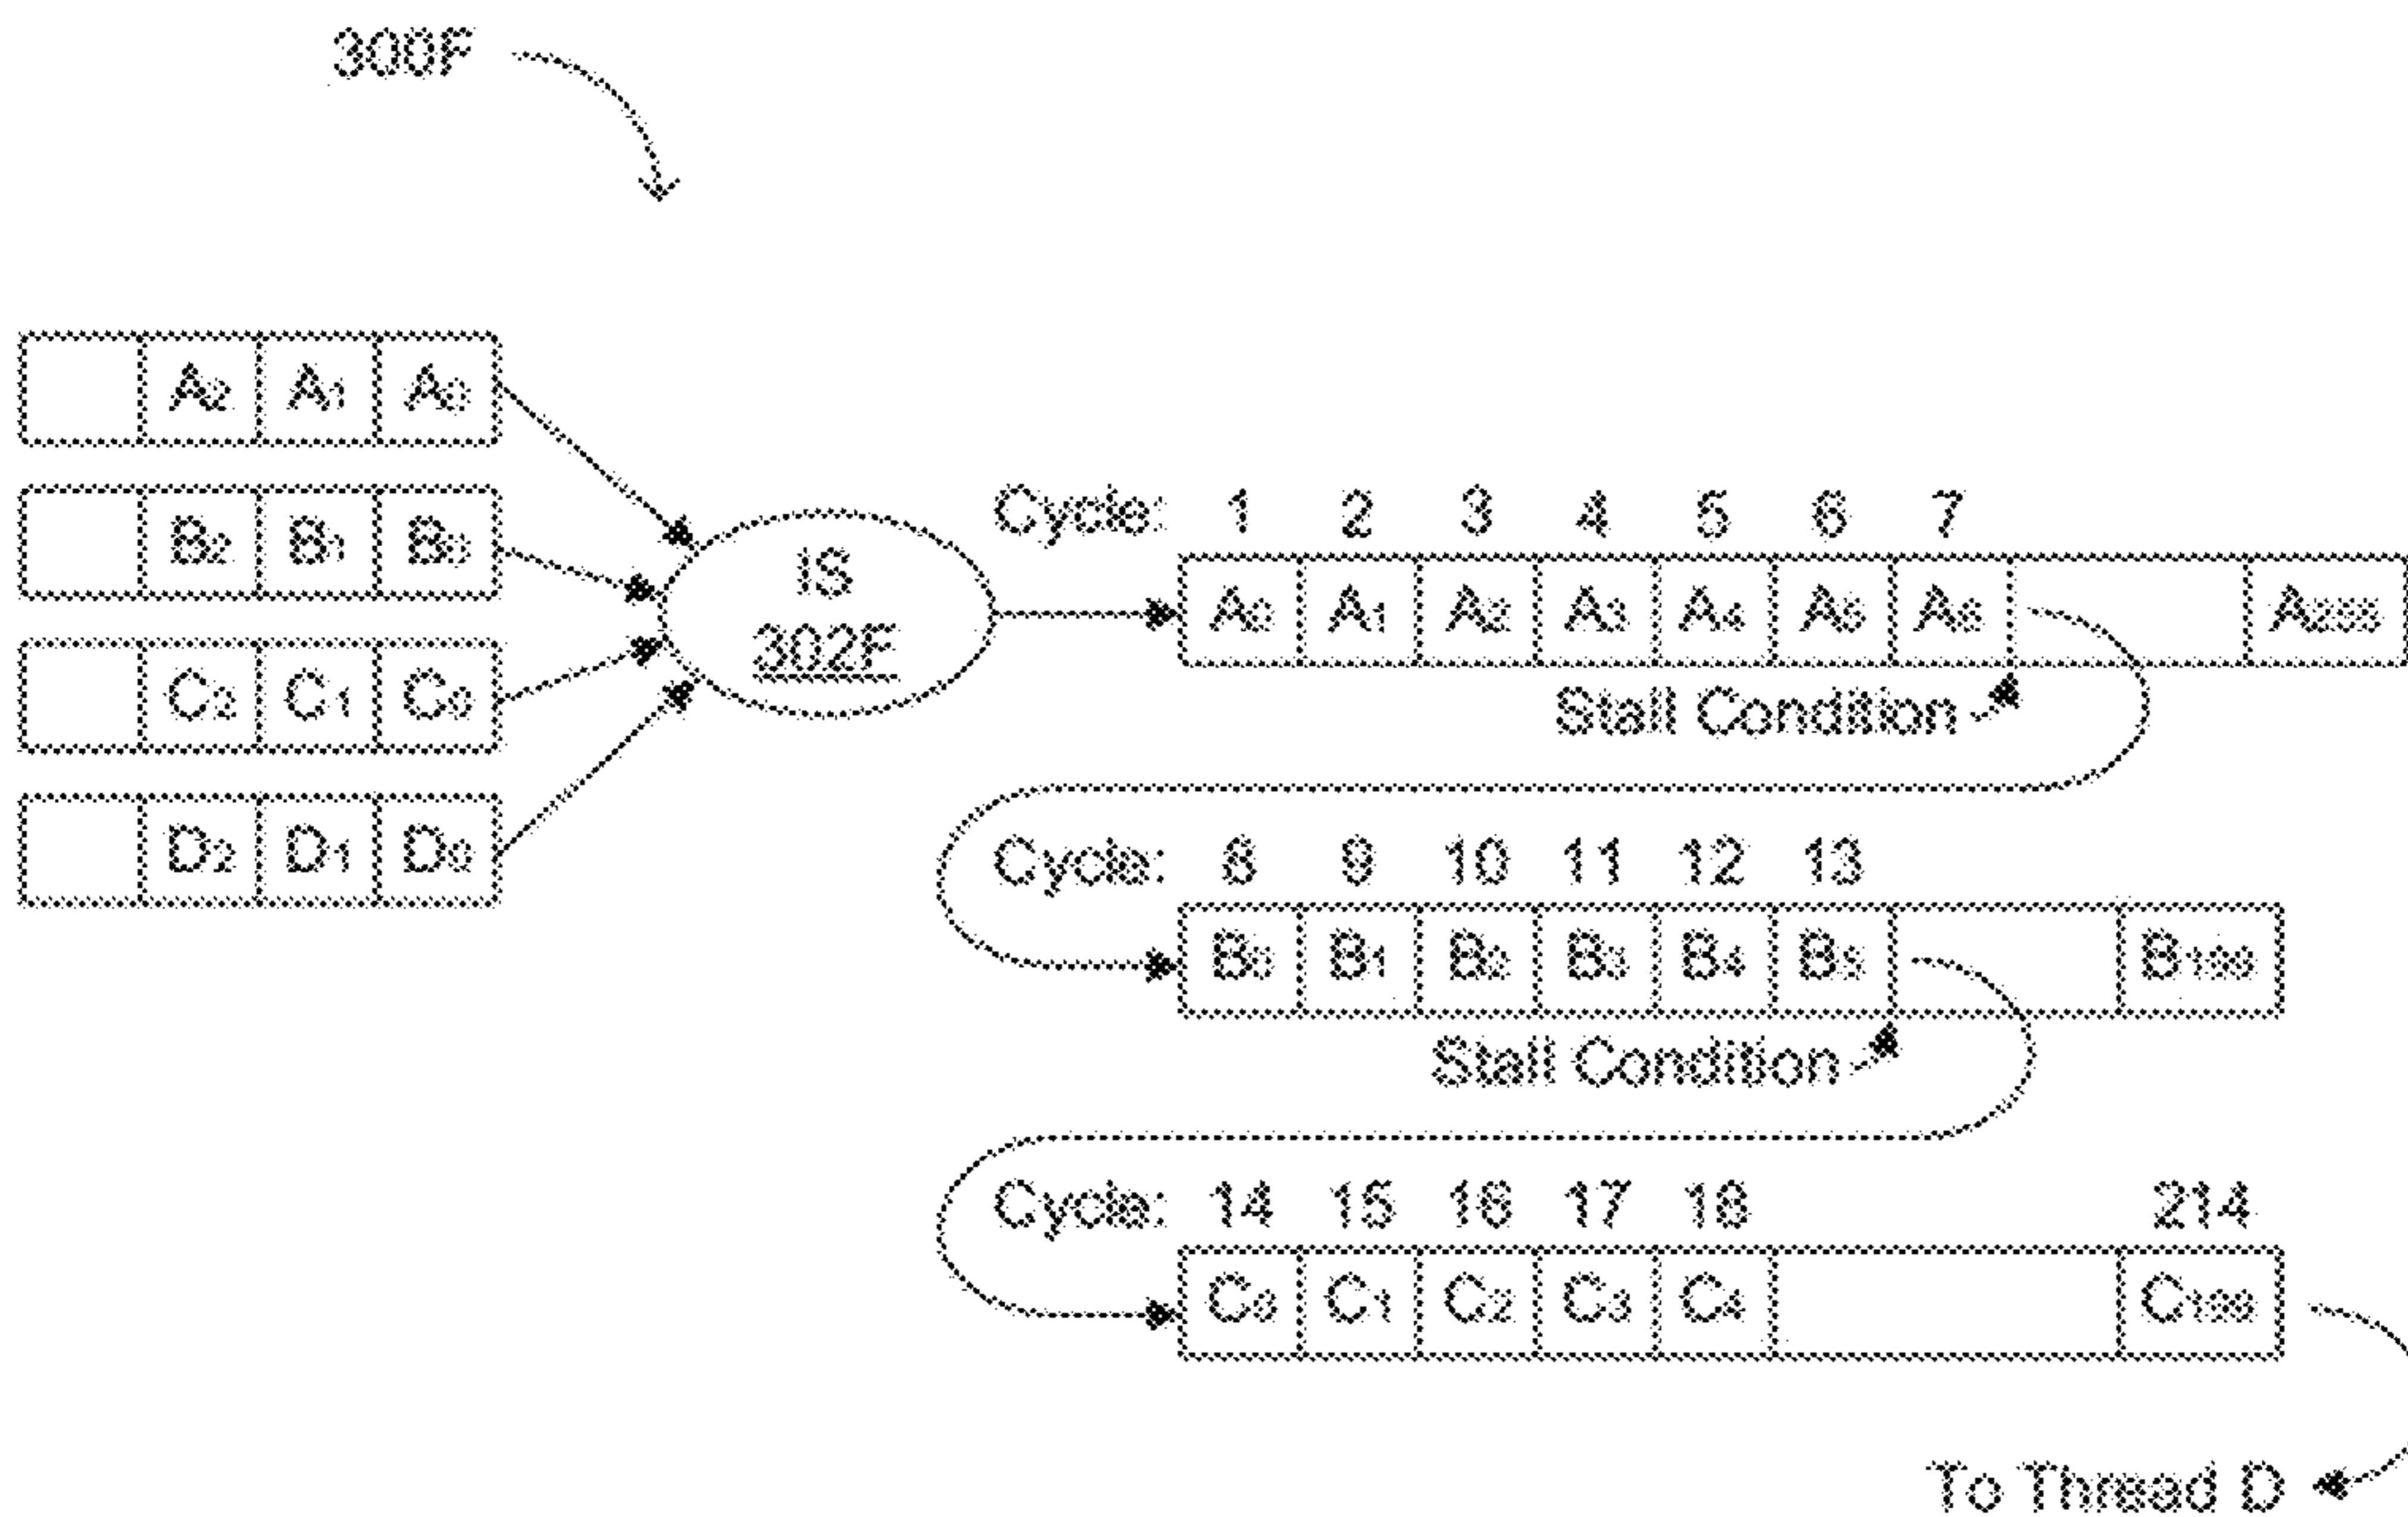 300F
A2 A1 A0
B2 B1 B0
C2 C1 C0
D2 D1 D0
IS
302F
Cycle: 1 2 3 4 5 6 7
A0 A1 A2 A3 A4 A5 A6
Stall Condition
Cycle: 8 9 10 11 12 13
B0 B1 B2 B3 B4 B5
Stall Condition
Cycle: 14 15 16 17 18 214
C0 C1 C2 C3 C4
To Thread D